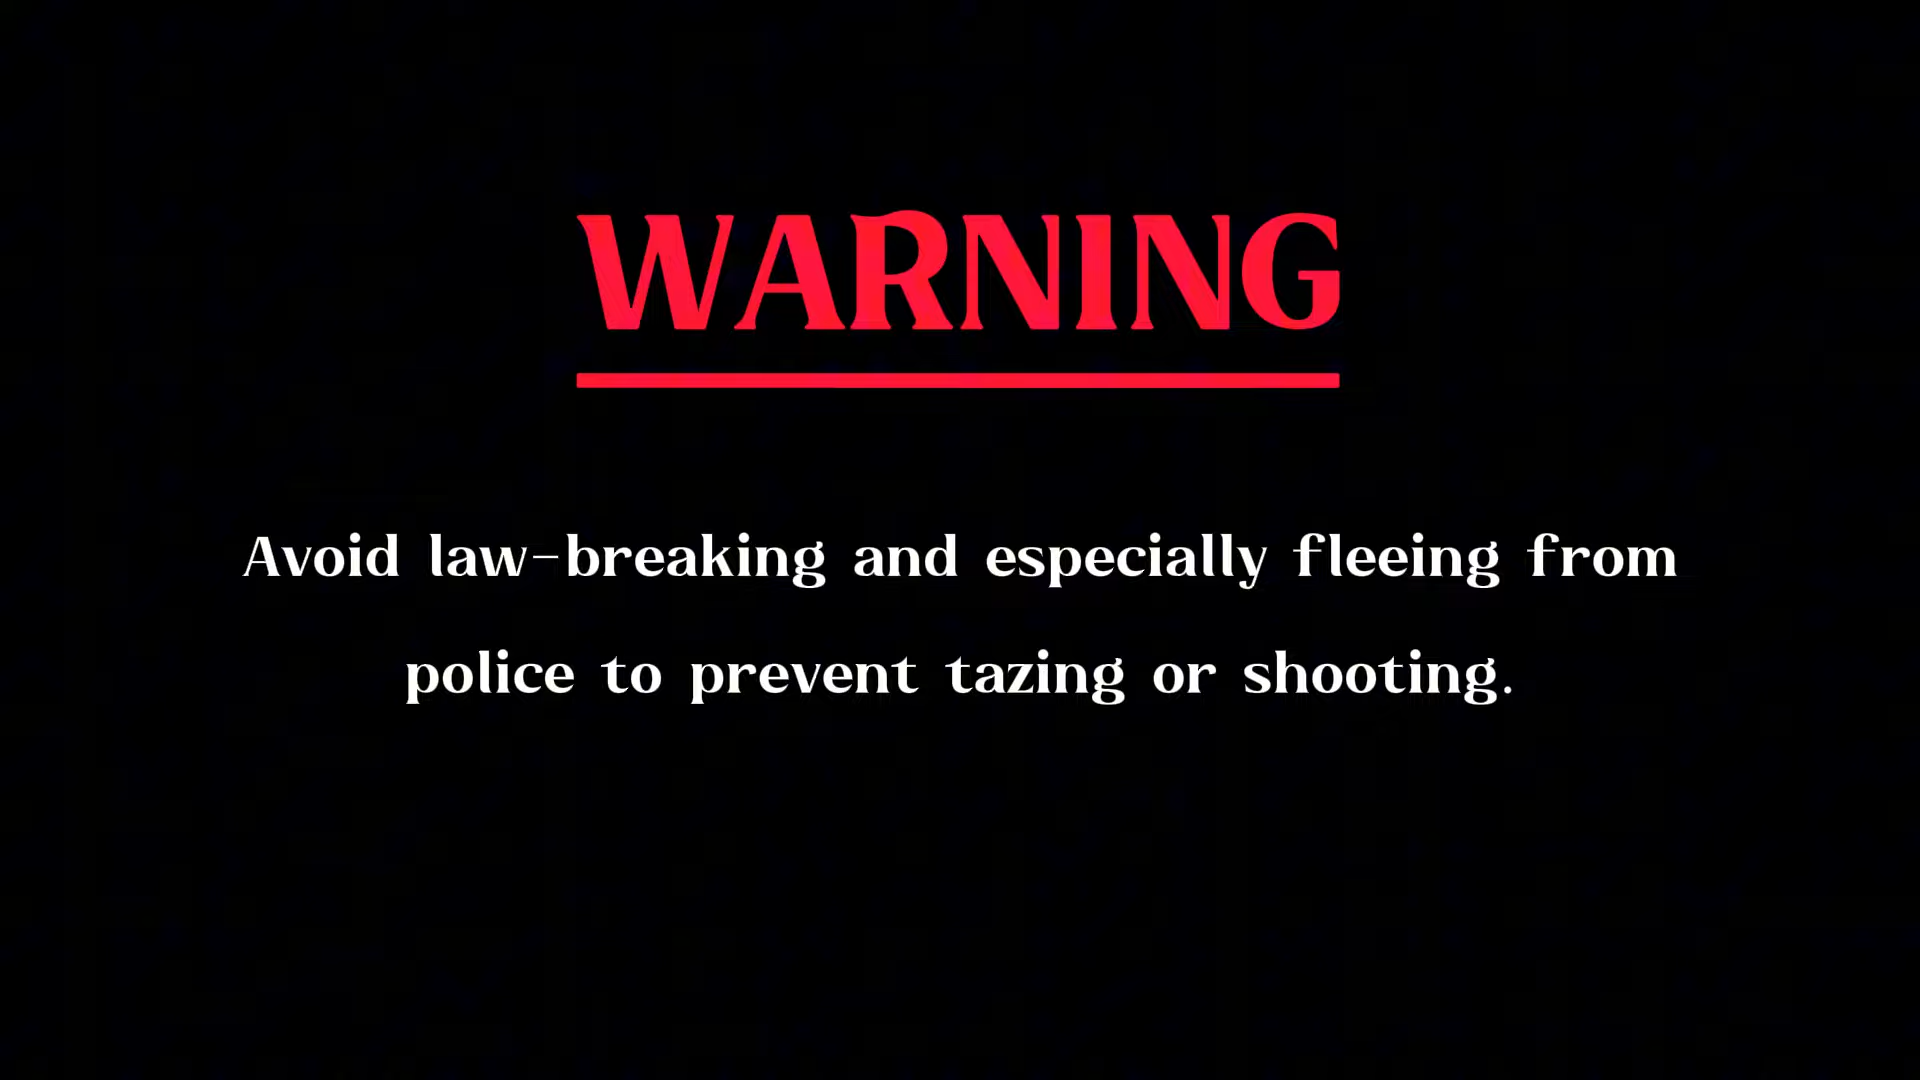 WARNING
Avoid law-breaking and especially fleeing from
police to prevent tazing or shooting.